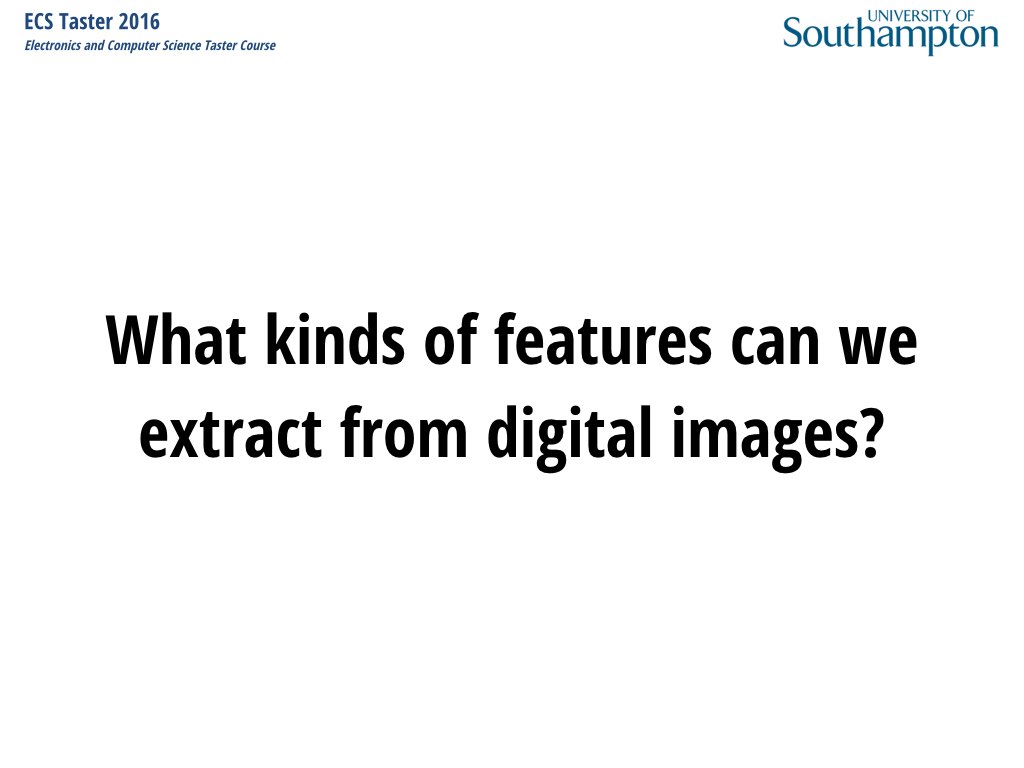 ECS Taster 2016
Electronics and Computer Science Taster Course
UNIVERSITY OF
Southampton
What kinds of features can we
extract from digital images?